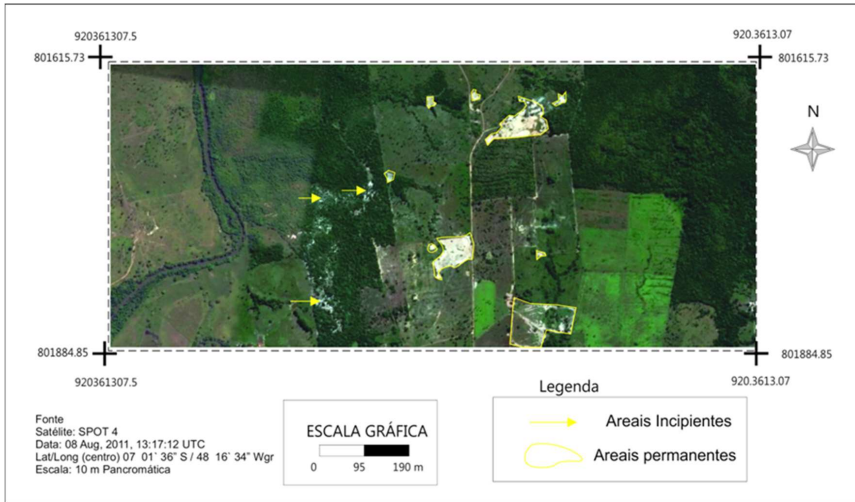 920361307.5
920.3613.07
801615.73
801615.73
N
801884.85
801884.85
920361307.5
920.3613.07
Legenda
Fonte
Satélite: SPOT 4
Data: 08 Aug, 2011, 13:17:12 UTC
Lat/Long (centro) 07 01` 36" S / 48 16` 34" Wgr
Escala: 10 m Pancromática
ESCALA GRÁFICA
0 95 190 m
Areais Incipientes
Areais permanentes